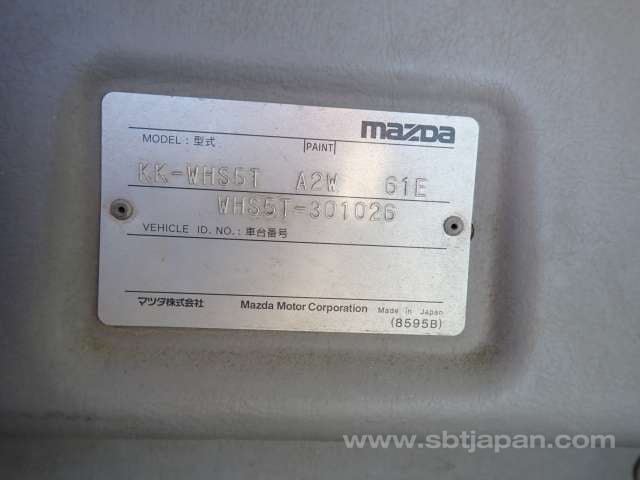 mazda
MODEL : 型式 PAINT
KK-WHS5T A2W 61E
WHS5T-301026
VEHICLE ID. NO. : 車台番号
マツダ株式会社 Mazda Motor Corporation Made in Japan
(8595B)
www.sbtjapan.com